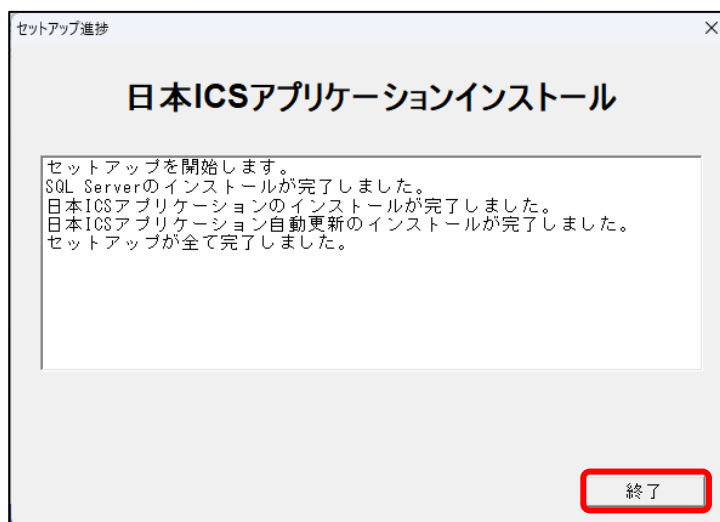 セットアップ進捗
日本ICSアプリケーションインストール
セットアップを開始します。
SQL Serverのインストールが完了しました。
日本ICSアプリケーションのインストールが完了しました。
日本ICSアプリケーション自動更新のインストールが完了しました。
セットアップが全て完了しました。
終了